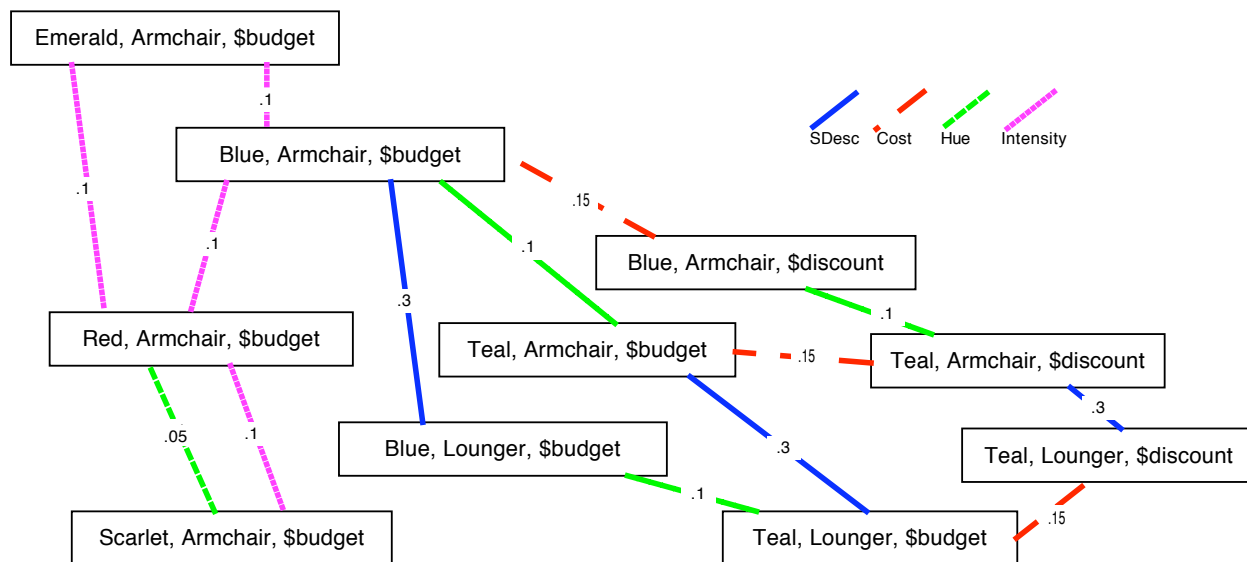 Emerald, Armchair, $budget
.1
Blue, Armchair, $budget
SDesc
Cost
Hue
Intensity
.1
.15
.1
.1
Blue, Armchair, $discount
.3
.1
Red, Armchair, $budget
Teal, Armchair, $budget
.15
Teal, Armchair, $discount
.3
.05
.1
Blue, Lounger, $budget
.3
Teal, Lounger, $discount
.1
.15
Scarlet, Armchair, $budget
Teal, Lounger, $budget